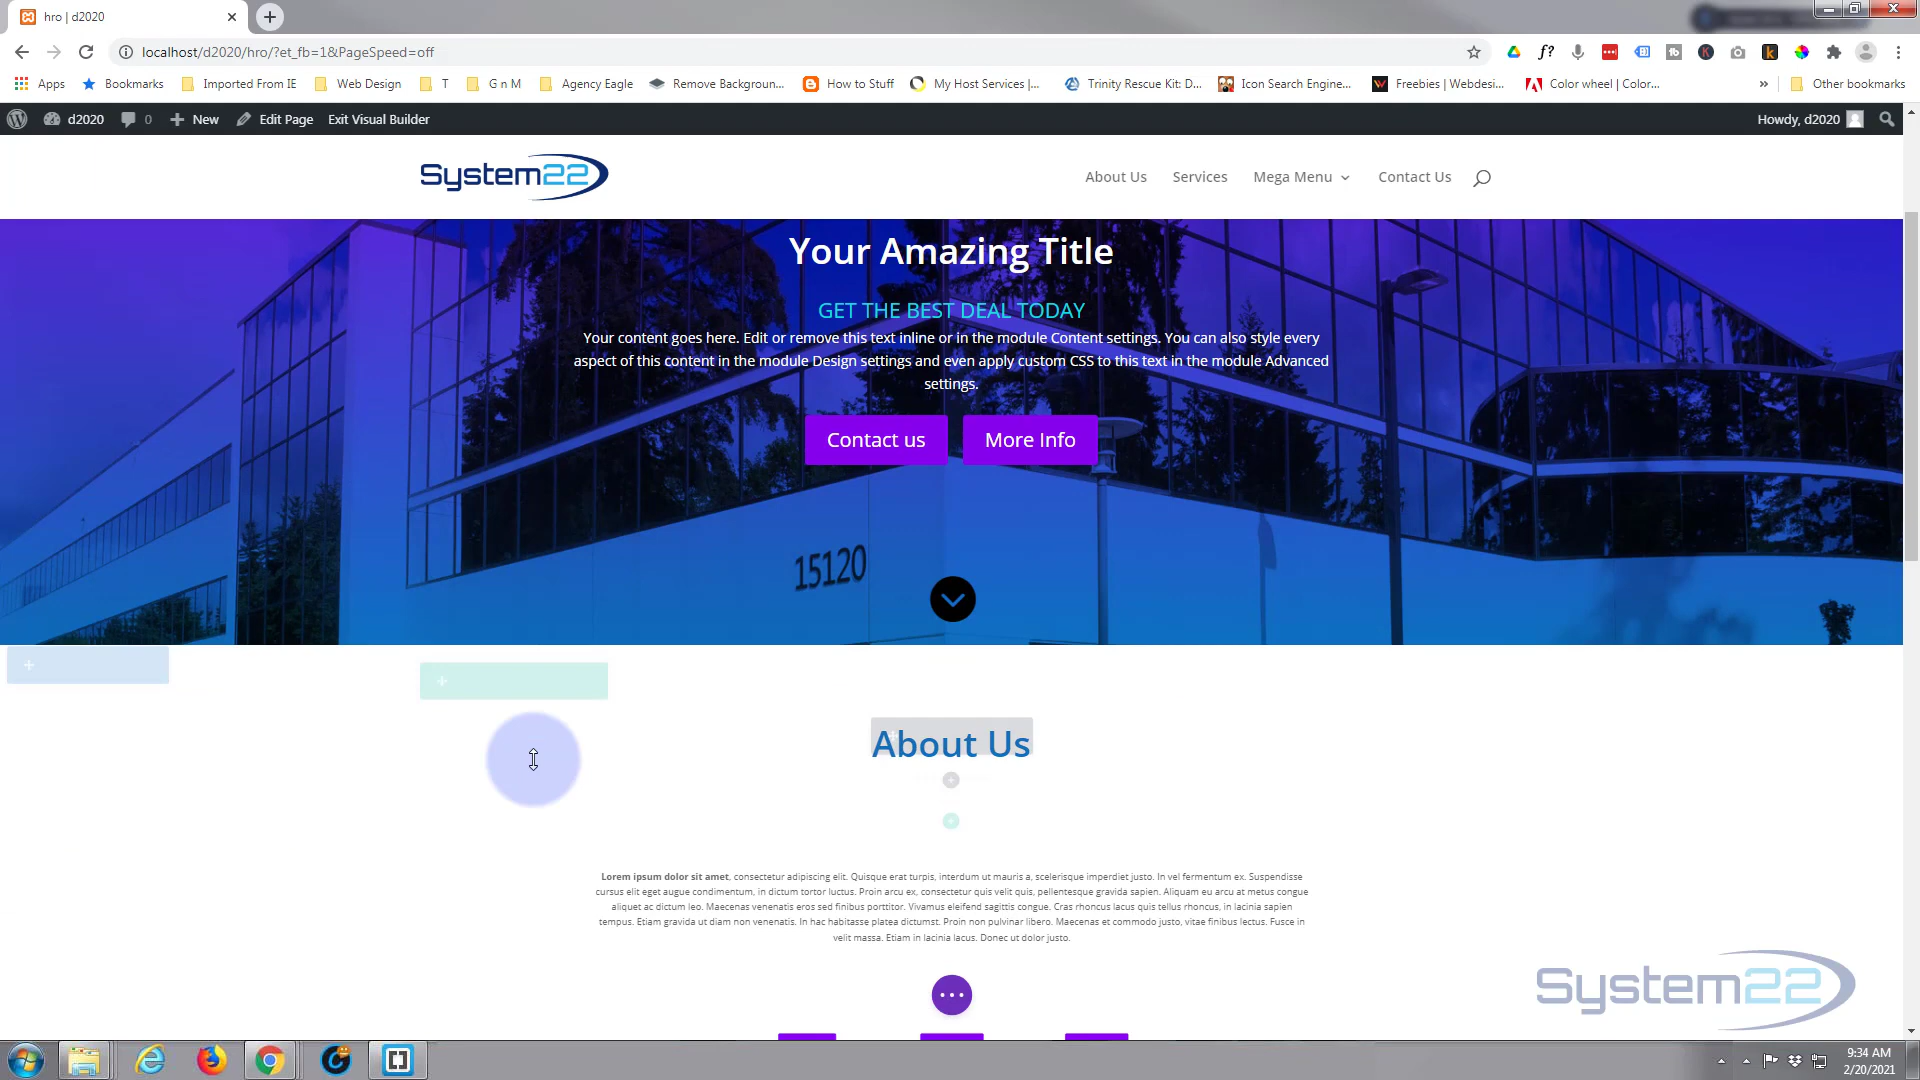 hro | d2020
localhost/d2020/hro/?et_fb=1&PageSpeed=off
Apps
Bookmarks
Imported From IE
Web Design
T
G n M
Agency Eagle
Remove Backgroun...
How to Stuff
My Host Services |...
Trinity Rescue Kit: D...
Icon Search Engine...
Freebies | Webdesi...
Color wheel | Color...
»
Other bookmarks
d2020
0
New
Edit Page
Exit Visual Builder
Howdy, d2020
System22
About Us
Services
Mega Menu
Contact Us
Your Amazing Title
GET THE BEST DEAL TODAY
Your content goes here. Edit or remove this text inline or in the module Content settings. You can also style every
aspect of this content in the module Design settings and even apply custom CSS to this text in the module Advanced
settings.
Contact us
More Info
15120
About Us
Lorem ipsum dolor sit amet, consectetur adipiscing elit. Quisque erat turpis, interdum ut mauris a, scelerisque imperdiet justo. In vel fermentum ex. Suspendisse
cursus elit eget augue condimentum, in dictum tortor luctus. Proin arcu ex, consectetur quis velit quis, pellentesque gravida sapien. Aliquam eu arcu at metus congue
aliquet ac dictum leo. Maecenas venenatis eros sed finibus porttitor. Vivamus eleifend sagittis congue. Cras rhoncus lacus quis tellus rhoncus, in lacinia sapien
tempus. Etiam gravida ut diam non venenatis. In hac habitasse platea dictumst. Proin non pulvinar libero. Maecenas et commodo justo, vitae finibus lectus. Fusce in
velit massa. Etiam in lacinia lacus. Donec ut dolor justo.
System22
9:34 AM
2/20/2021